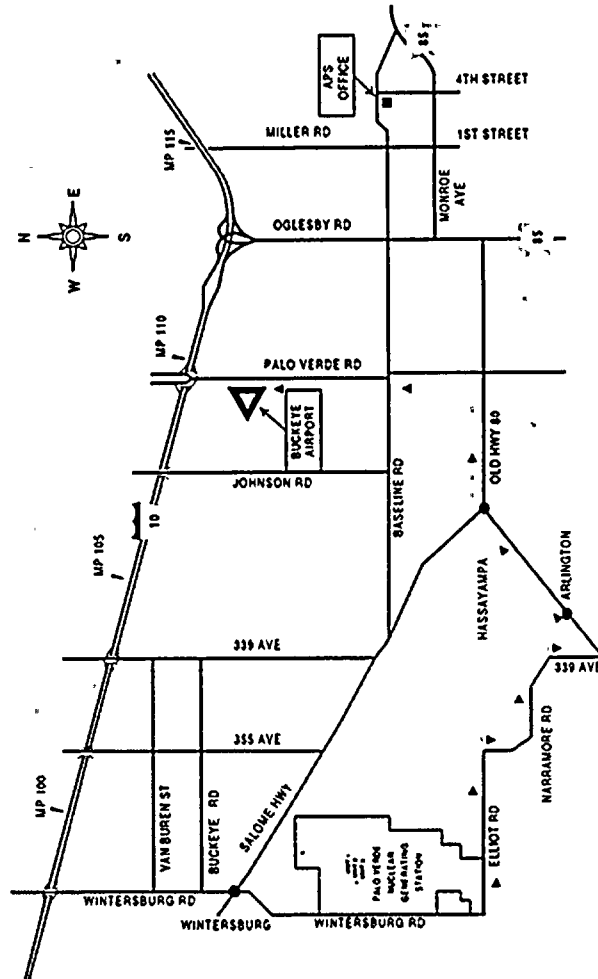 N
E
S
W
MP 115
MP 110
MP 105
MP 100
10
APS
OFFICE
85
4TH STREET
MILLER RD
1ST STREET
MONROE
AVE
OGLESBY RD
85
PALO VERDE RD
BUCKEYE
AIRPORT
JOHNSON RD
BASELINE RD
OLD HWY 80
HASSAYAMPA
ARLINGTON
339 AVE
339 AVE
355 AVE
NARRAMORE RD
VAN BUREN ST
BUCKEYE RD
SALOME HWY
ELLIOT RD
PALO VERDE
NUCLEAR
GENERATING
STATION
WINTERSBURG RD
WINTERSBURG
WINTERSBURG RD